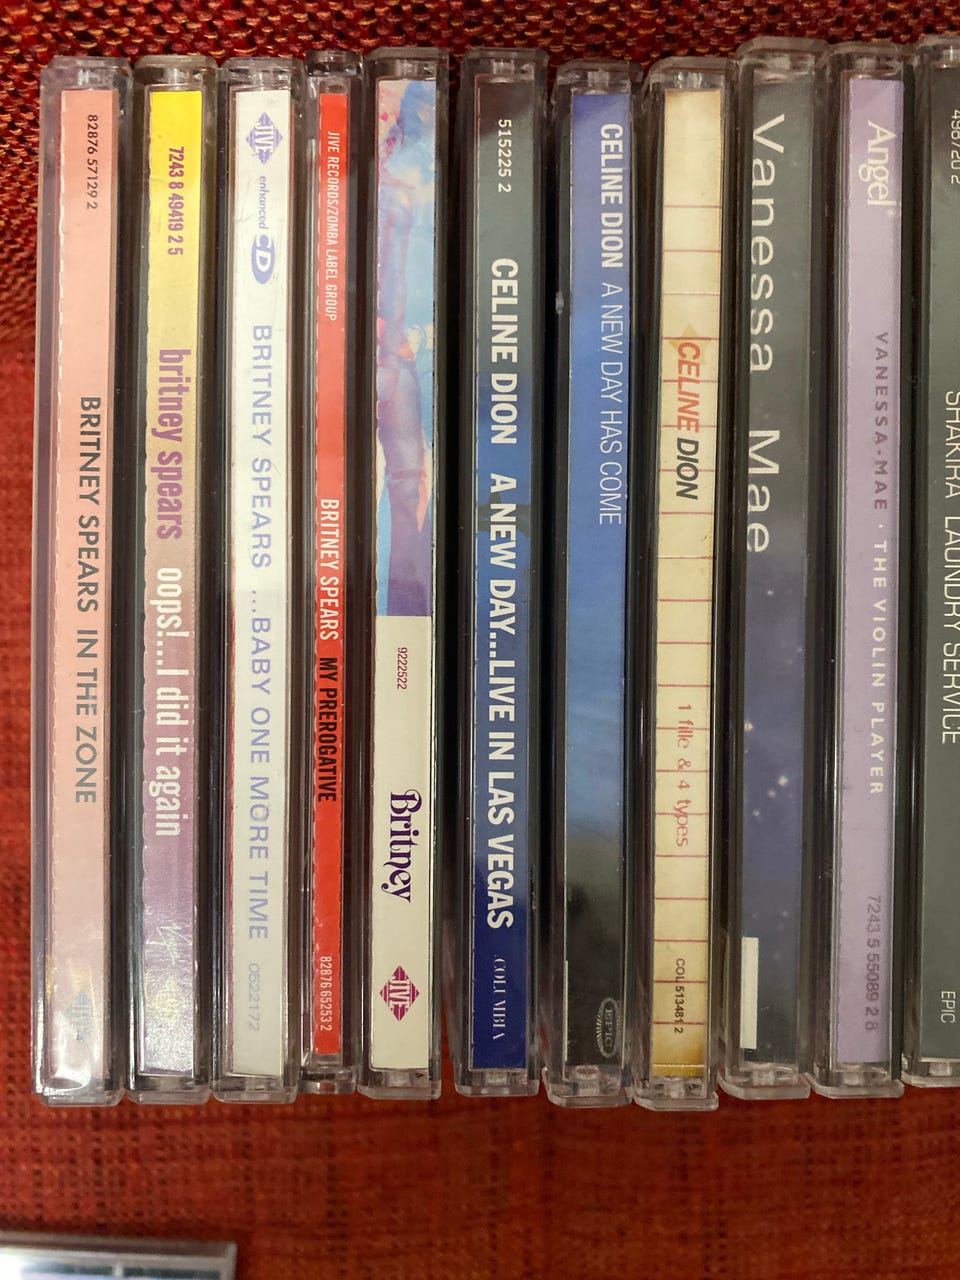 82876 57129 2
BRITNEY SPEARS IN THE ZONE
7243 8 49419 2 5
britney spears oops!... I did it again
JIVE
enhanced CD
BRITNEY SPEARS ...BABY ONE MORE TIME
0522172
JIVE RECORDS/ZOMBA LABEL GROUP
BRITNEY SPEARS MY PREROGATIVE
82876 65253 2
9222522
Britney
JIVE
515225 2
CELINE DION A NEW DAY...LIVE IN LAS VEGAS
COLUMBIA
CELINE DION A NEW DAY HAS COME
EPIC
CELINE DION
1 fille & 4 types
COL 513481 2
Vanessa Mae
Angel®
VANESSA-MAE · THE VIOLIN PLAYER
7243 5 55089 2 8
SHAKIRA LAUNDRY SERVICE
EPIC